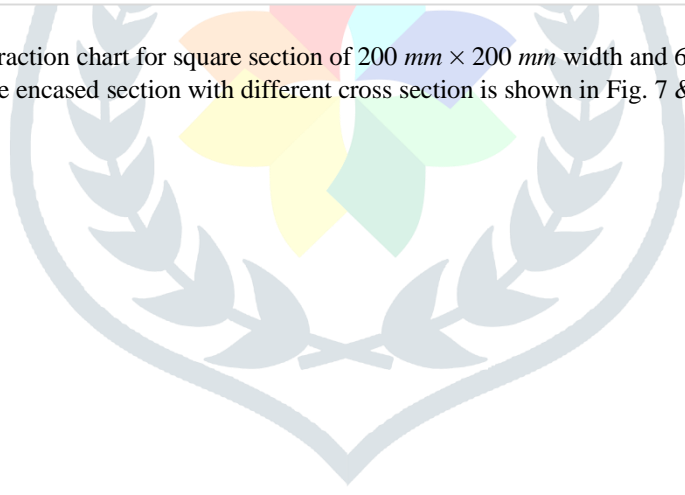 raction chart for square section of 200 mm × 200 mm width and 6
e encased section with different cross section is shown in Fig. 7 &